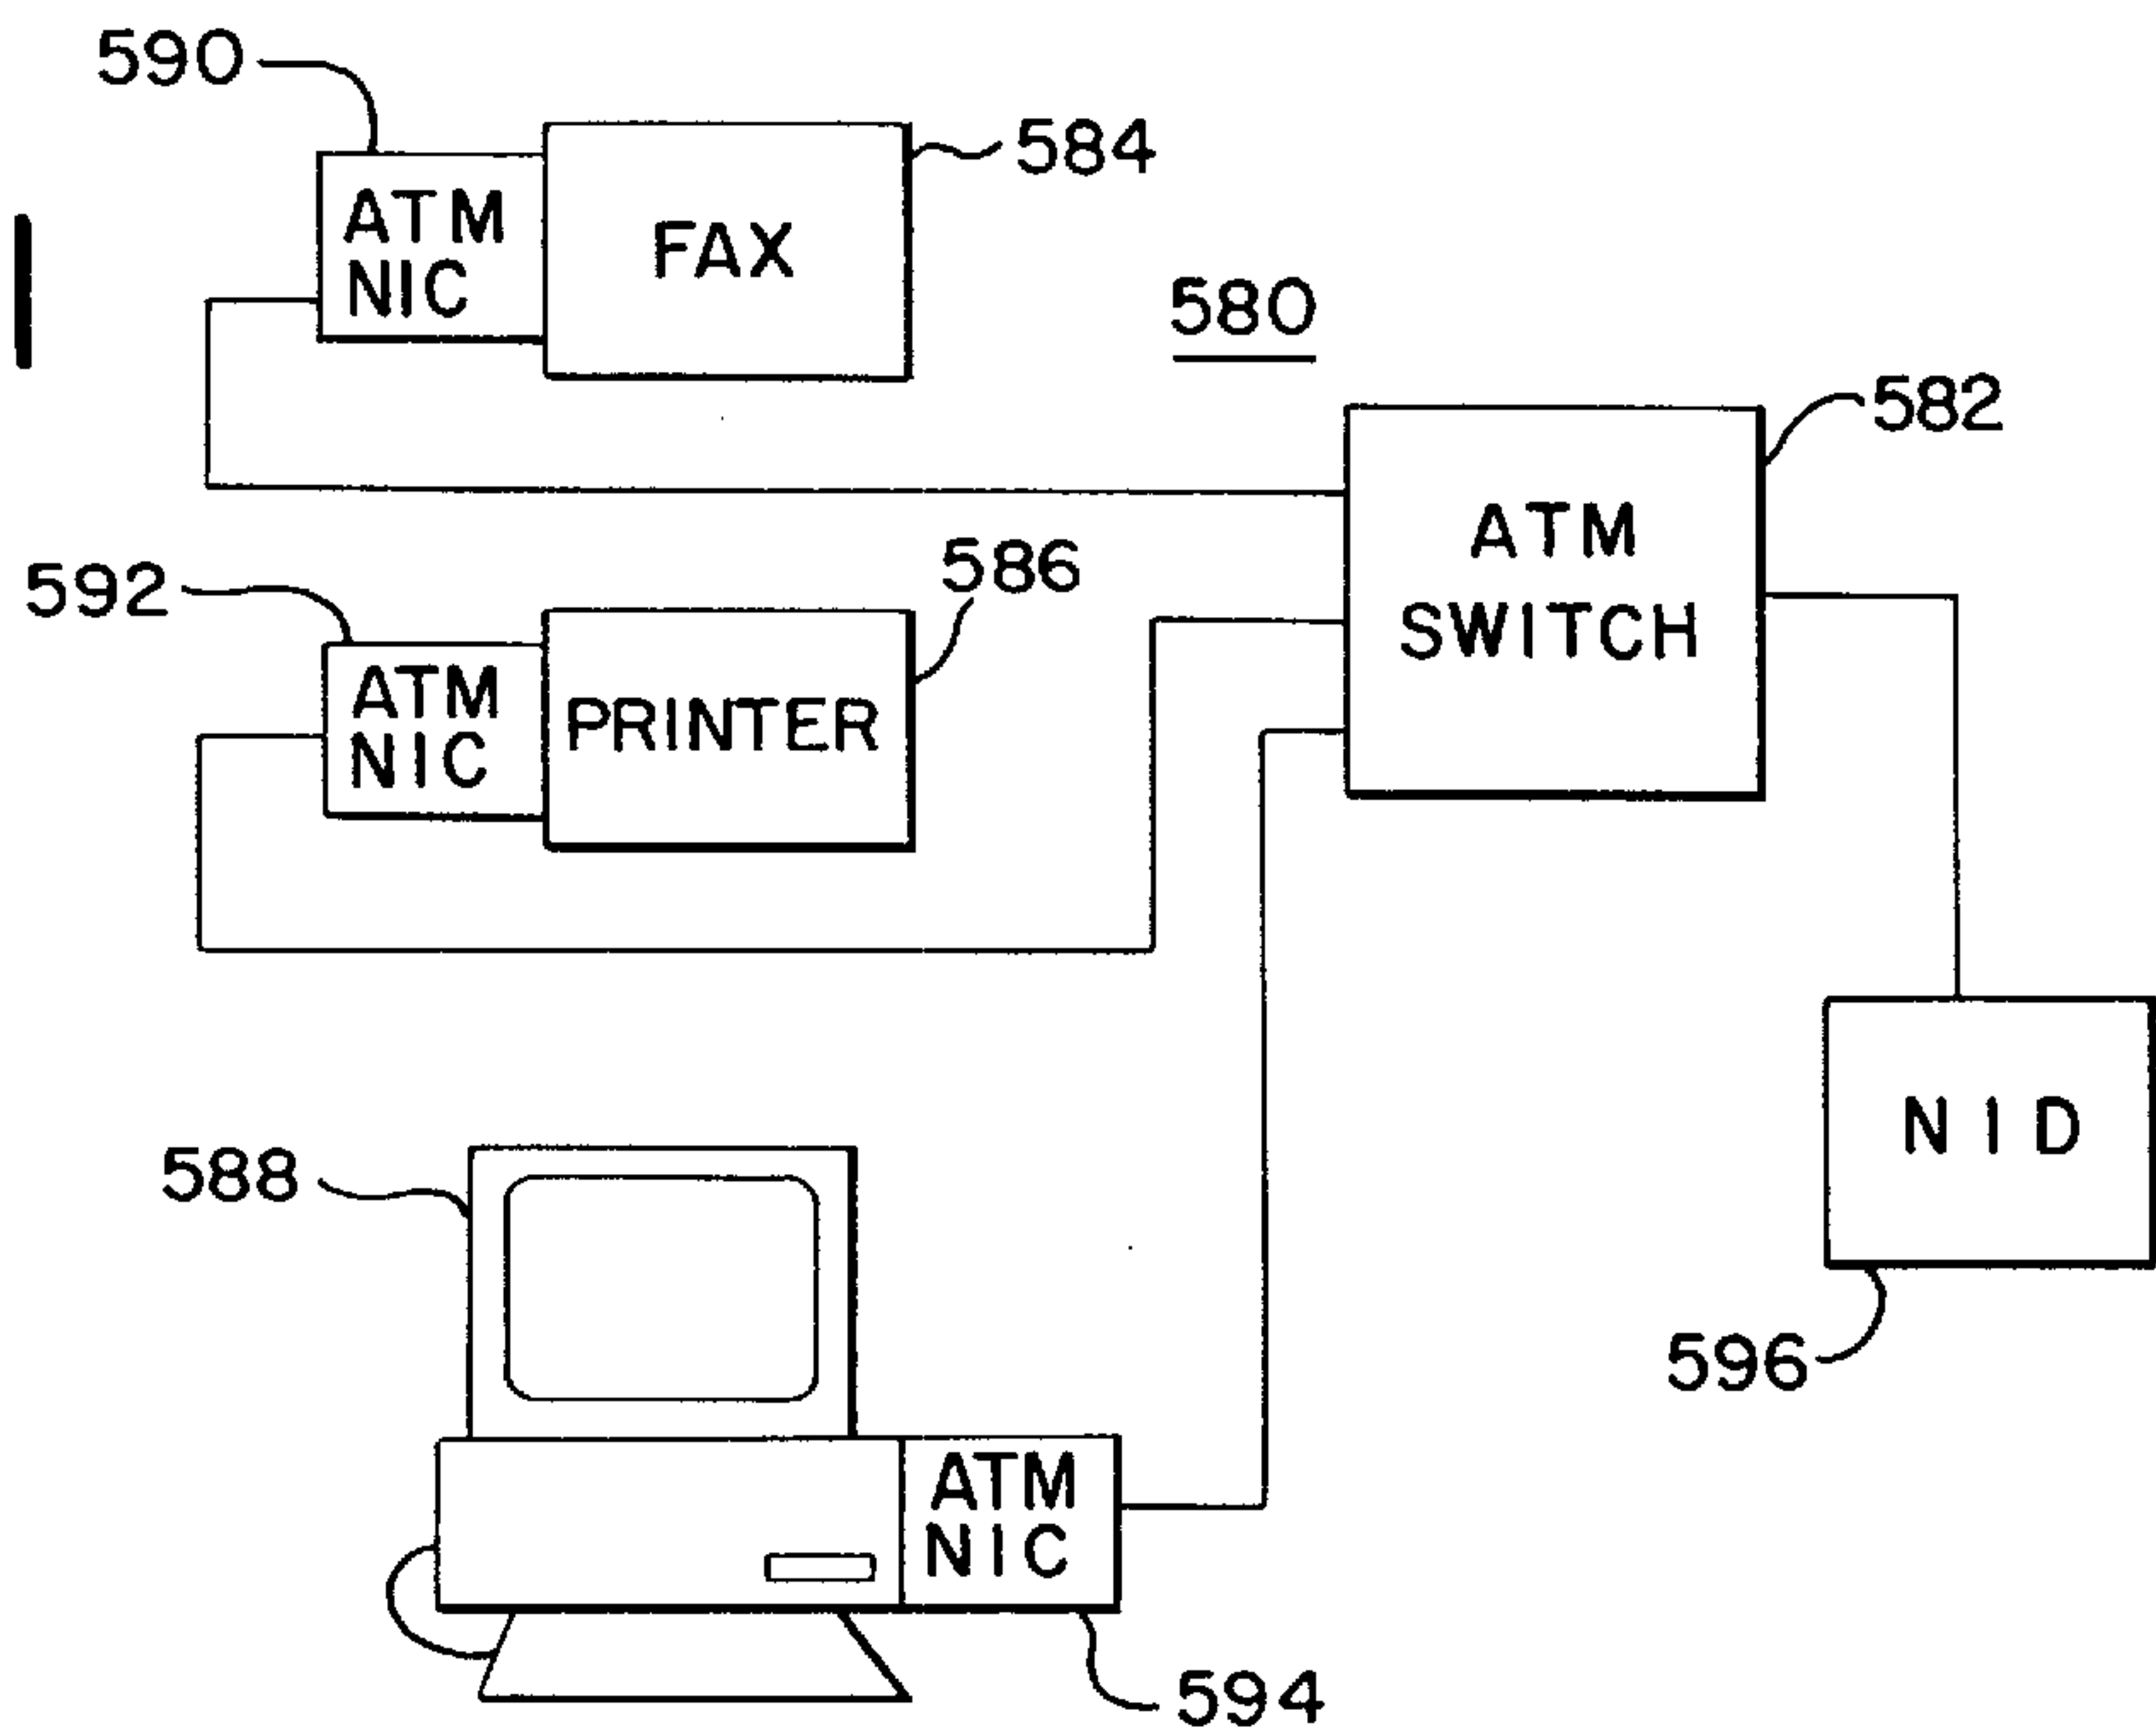 590
584
ATM
NIC
FAX
580
582
ATM
SWITCH
592
586
ATM
NIC
PRINTER
NID
588
596
ATM
NIC
594